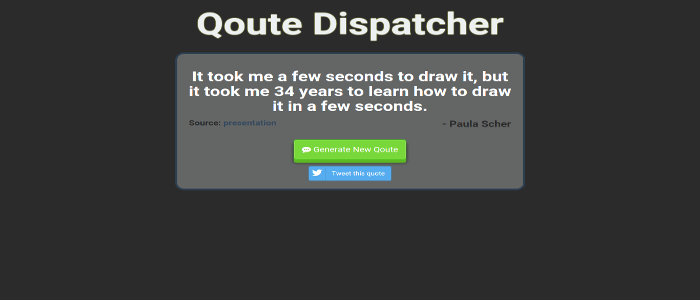 Qoute Dispatcher
It took me a few seconds to draw it, but
it took me 34 years to learn how to draw
it in a few seconds.
Source: presentation
- Paula Scher
Generate New Qoute
Tweet this quote